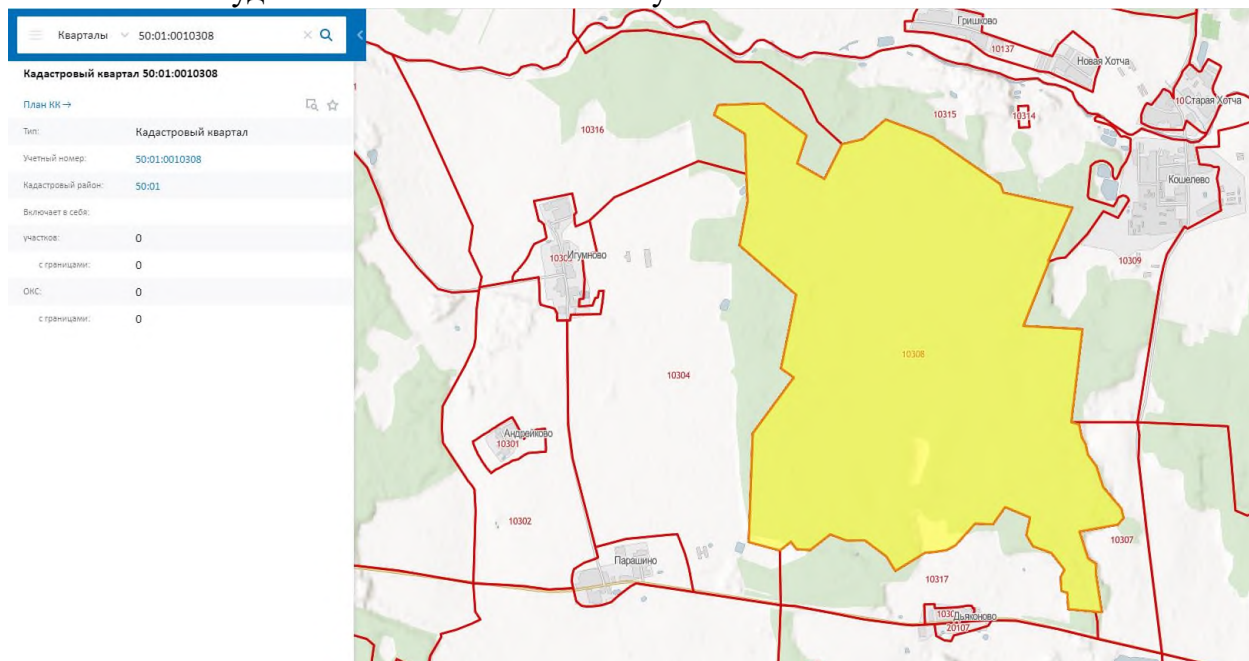 Кварталы 50:01:0010308
Кадастровый квартал 50:01:0010308
План КК →
Тип: Кадастровый квартал
Учетный номер: 50:01:0010308
Кадастровый район: 50:01
Включает в себя:
участков: 0
с границами: 0
ОКС: 0
с границами: 0
Гришково
10137
Новая Хотча
Старая Хотча
10315
10314
10316
Кошелево
Игумново
10309
10308
10304
Андрейково
10301
10302
10307
Парашино
10317
Дьяконово
20107